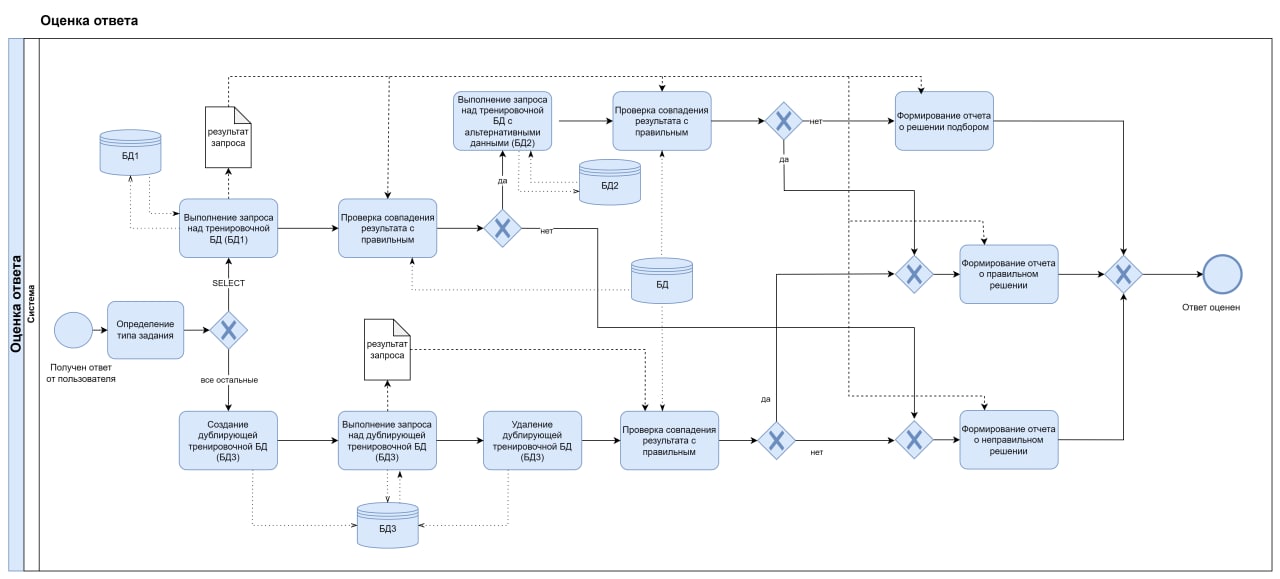 Оценка ответа
Оценка ответа
Система
Получен ответ
от пользователя
Определение
типа задания
SELECT
все остальные
БД1
результат
запроса
Выполнение запроса
над тренировочной
БД (БД1)
Проверка совпадения
результата с
правильным
да
нет
Выполнение запроса
над тренировочной
БД с
альтернативными
данными (БД2)
БД2
Проверка совпадения
результата с
правильным
нет
да
Формирование отчета
о решении подбором
БД
Формирование отчета
о правильном
решении
Ответ оценен
результат
запроса
Создание
дублирующей
тренировочной БД
(БД3)
Выполнение запроса
над дублирующей
тренировочной БД
(БД3)
Удаление
дублирующей
тренировочной БД
(БД3)
БД3
Проверка совпадения
результата с
правильным
да
нет
Формирование отчета
о неправильном
решении